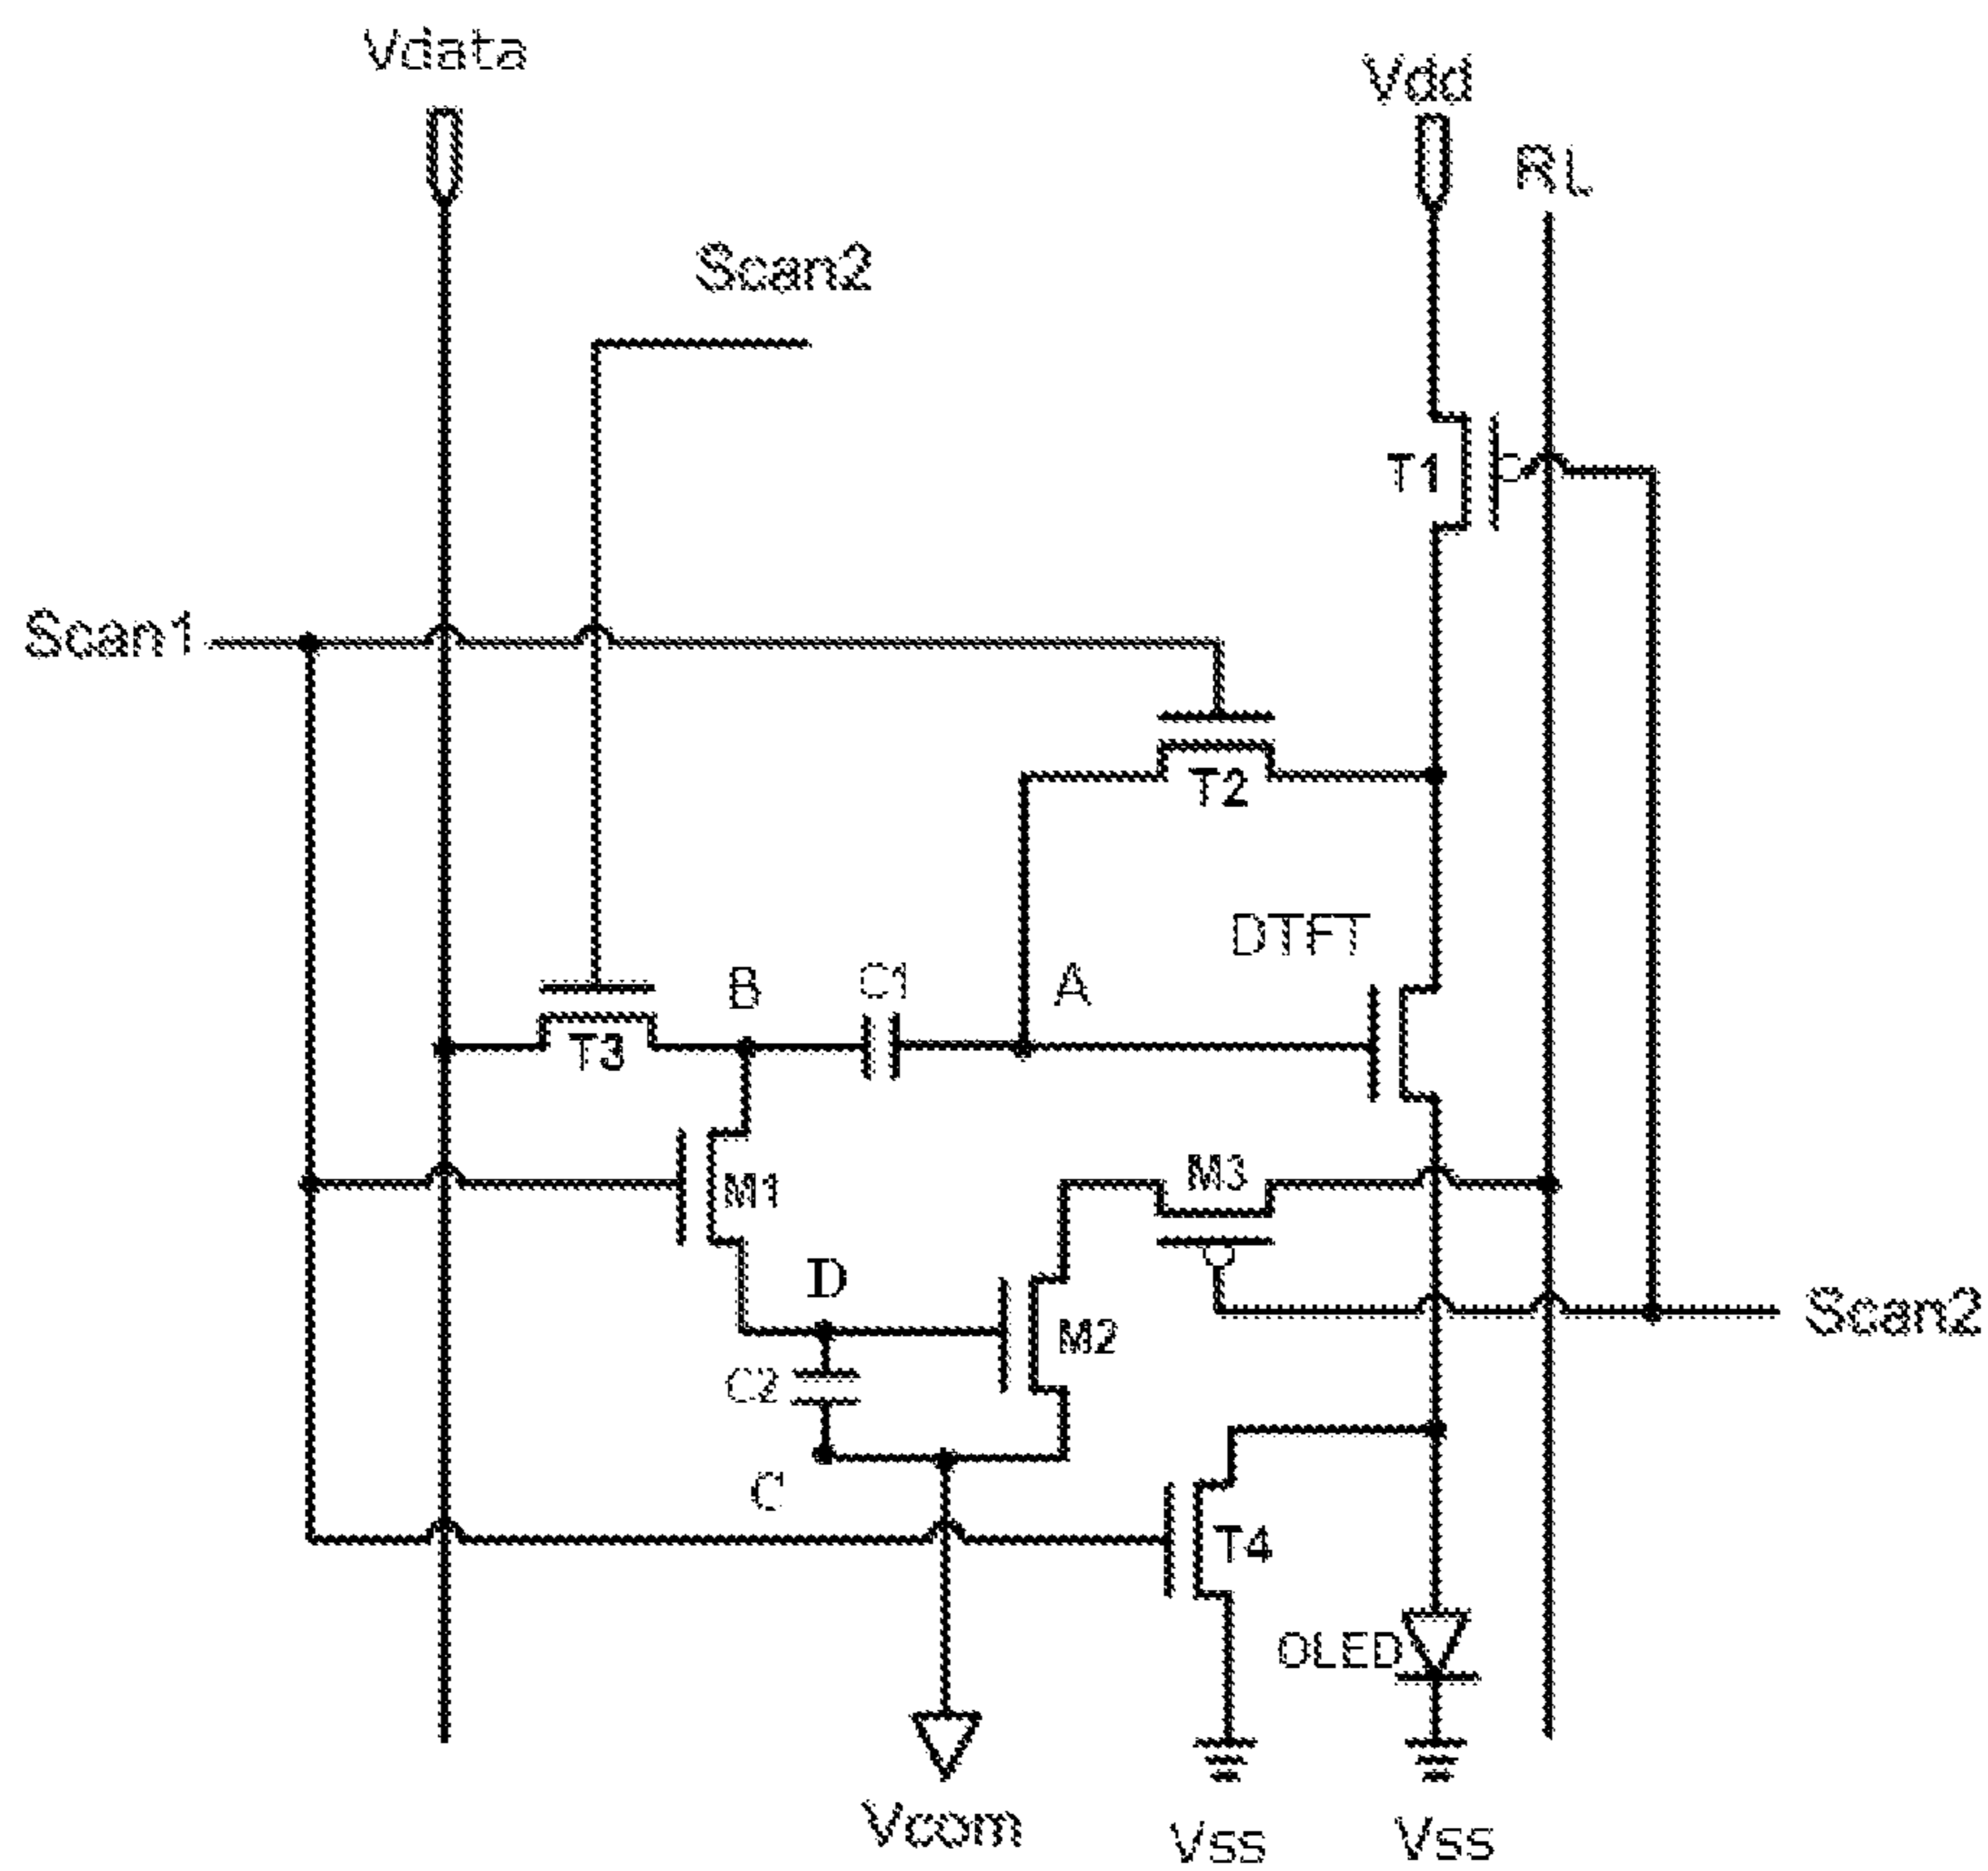 Vdata
Vdd
RL
Scan2
T1
Scan1
T2
DTFT
B
C1
A
T3
M3
M1
D
M2
Scan2
C2
C
T4
OLED
Vcom
Vss
Vss